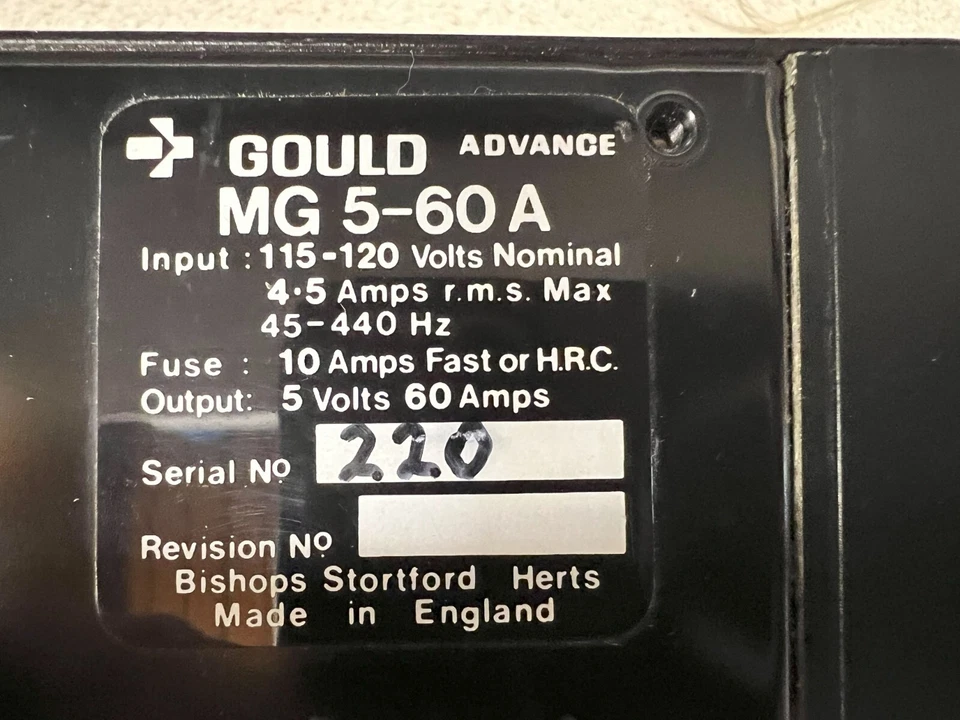 GOULD ADVANCE
MG 5-60A
Input : 115-120 Volts Nominal
4·5 Amps r.m.s. Max
45-440 Hz
Fuse : 10 Amps Fast or H.R.C.
Output: 5 Volts 60 Amps
Serial Nº 220
Revision Nº
Bishops Stortford Herts
Made in England